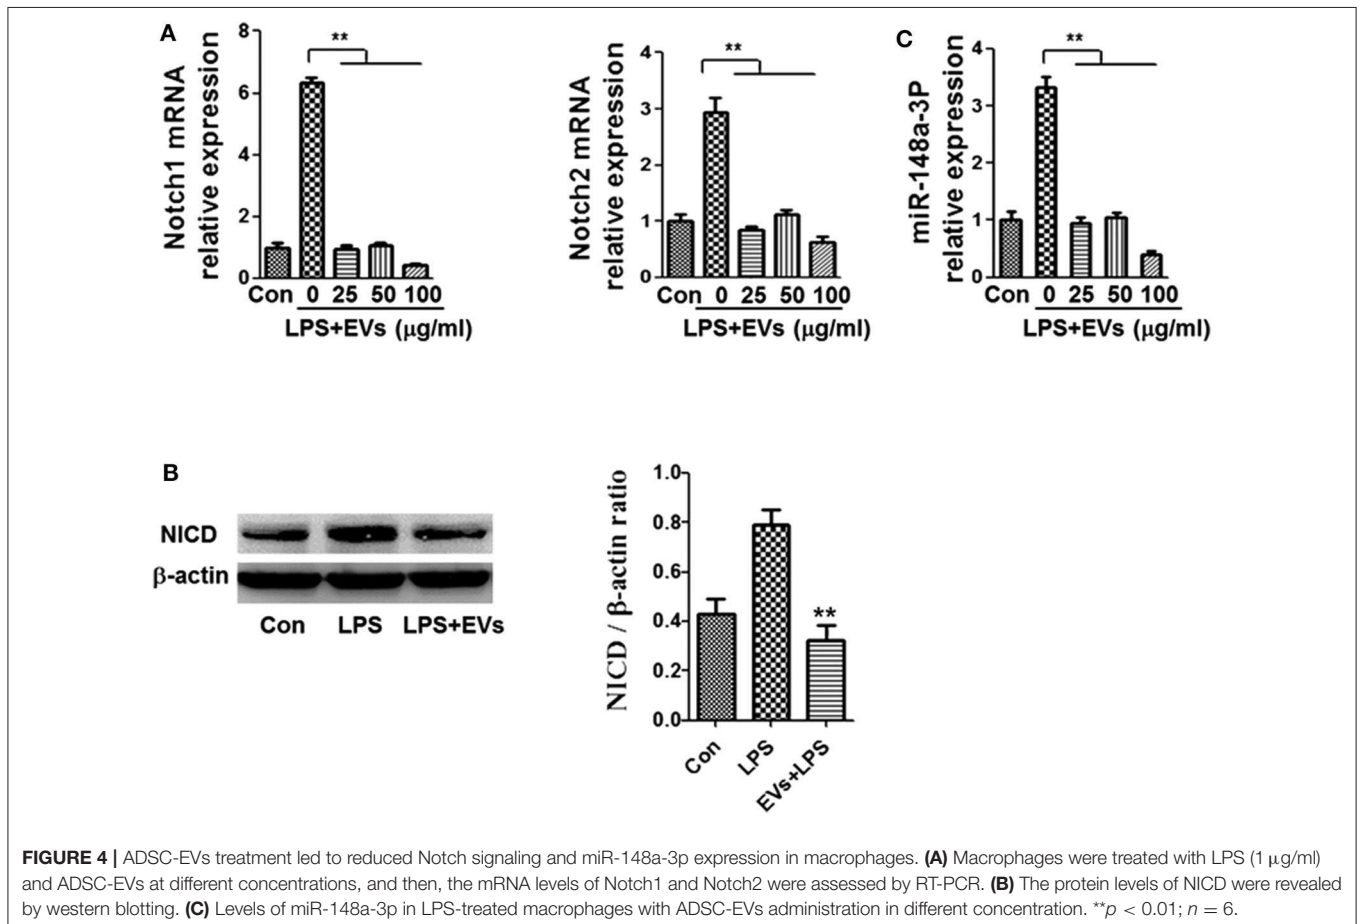 A
Notch1 mRNA
relative expression
8
6
4
2
0
**
Con 0 25 50 100
LPS+EVs (μg/ml)
Notch2 mRNA
relative expression
4
3
2
1
0
**
Con 0 25 50 100
LPS+EVs (μg/ml)
C
miR-148a-3P
relative expression
4
3
2
1
0
**
Con 0 25 50 100
LPS+EVs (μg/ml)
B
NICD
β-actin
Con LPS LPS+EVs
NICD / β-actin ratio
1.0
0.8
0.6
0.4
0.2
0.0
**
Con
LPS
EVs+LPS
FIGURE 4 | ADSC-EVs treatment led to reduced Notch signaling and miR-148a-3p expression in macrophages. (A) Macrophages were treated with LPS (1 μg/ml)
and ADSC-EVs at different concentrations, and then, the mRNA levels of Notch1 and Notch2 were assessed by RT-PCR. (B) The protein levels of NICD were revealed
by western blotting. (C) Levels of miR-148a-3p in LPS-treated macrophages with ADSC-EVs administration in different concentration. **p < 0.01; n = 6.